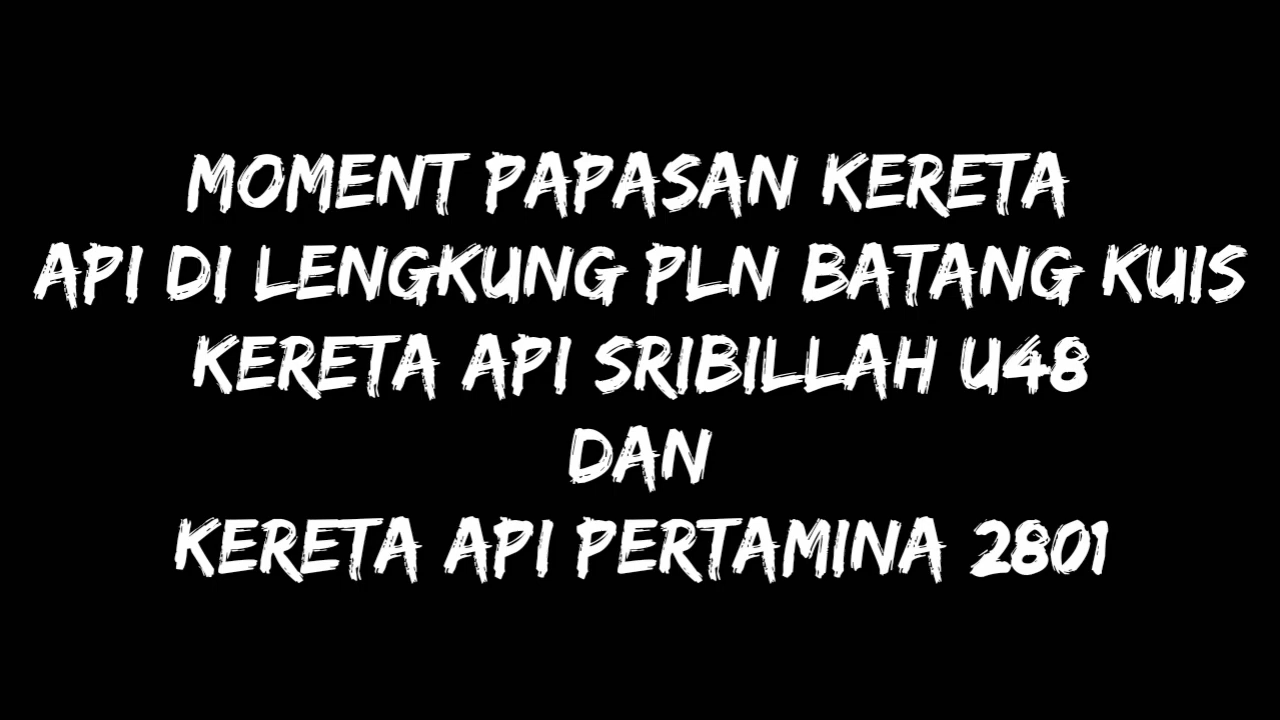 MOMENT PAPASAN KERETA
API DI LENGKUNG PLN BATANG KUIS
KERETA API SRIBILLAH U48
DAN
KERETA API PERTAMINA 2801